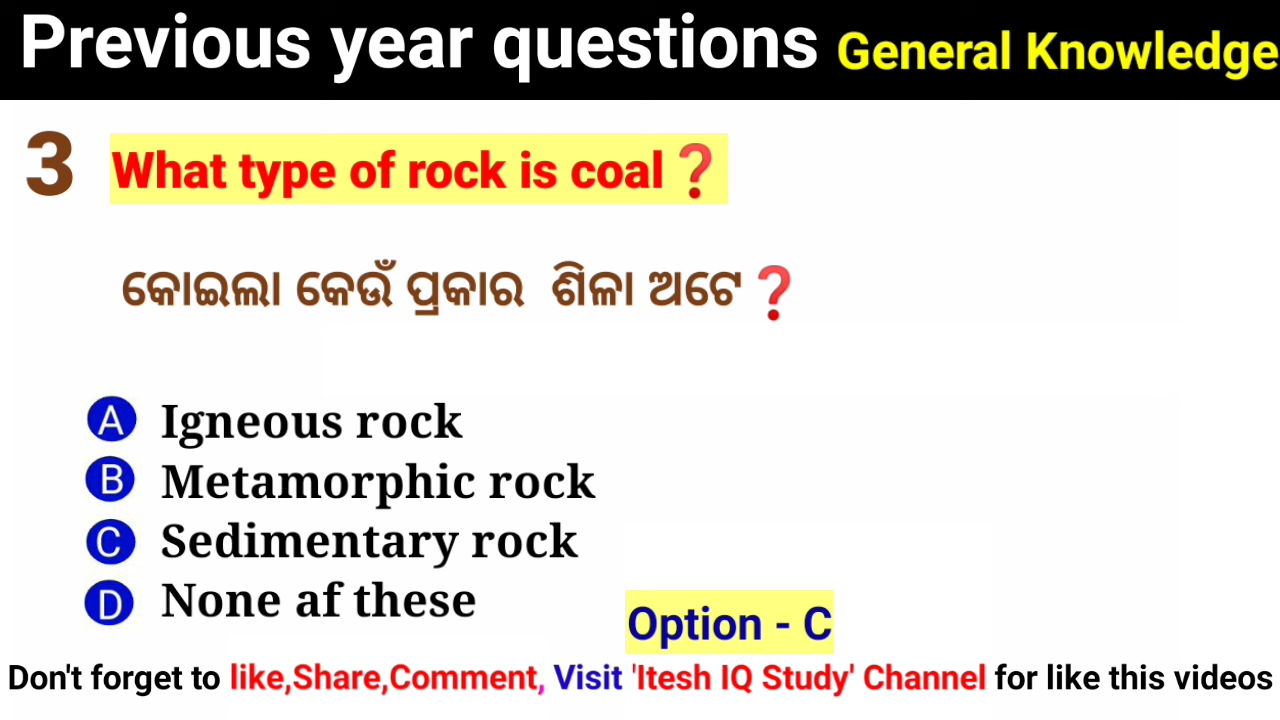 Previous year questions General Knowledge
3 What type of rock is coal❓
କୋଇଲା କେଉଁ ପ୍ରକାର ଶିଳା ଅଟେ❓
A Igneous rock
B Metamorphic rock
C Sedimentary rock
D None af these
Option - C
Don't forget to like,Share,Comment, Visit 'Itesh IQ Study' Channel for like this videos